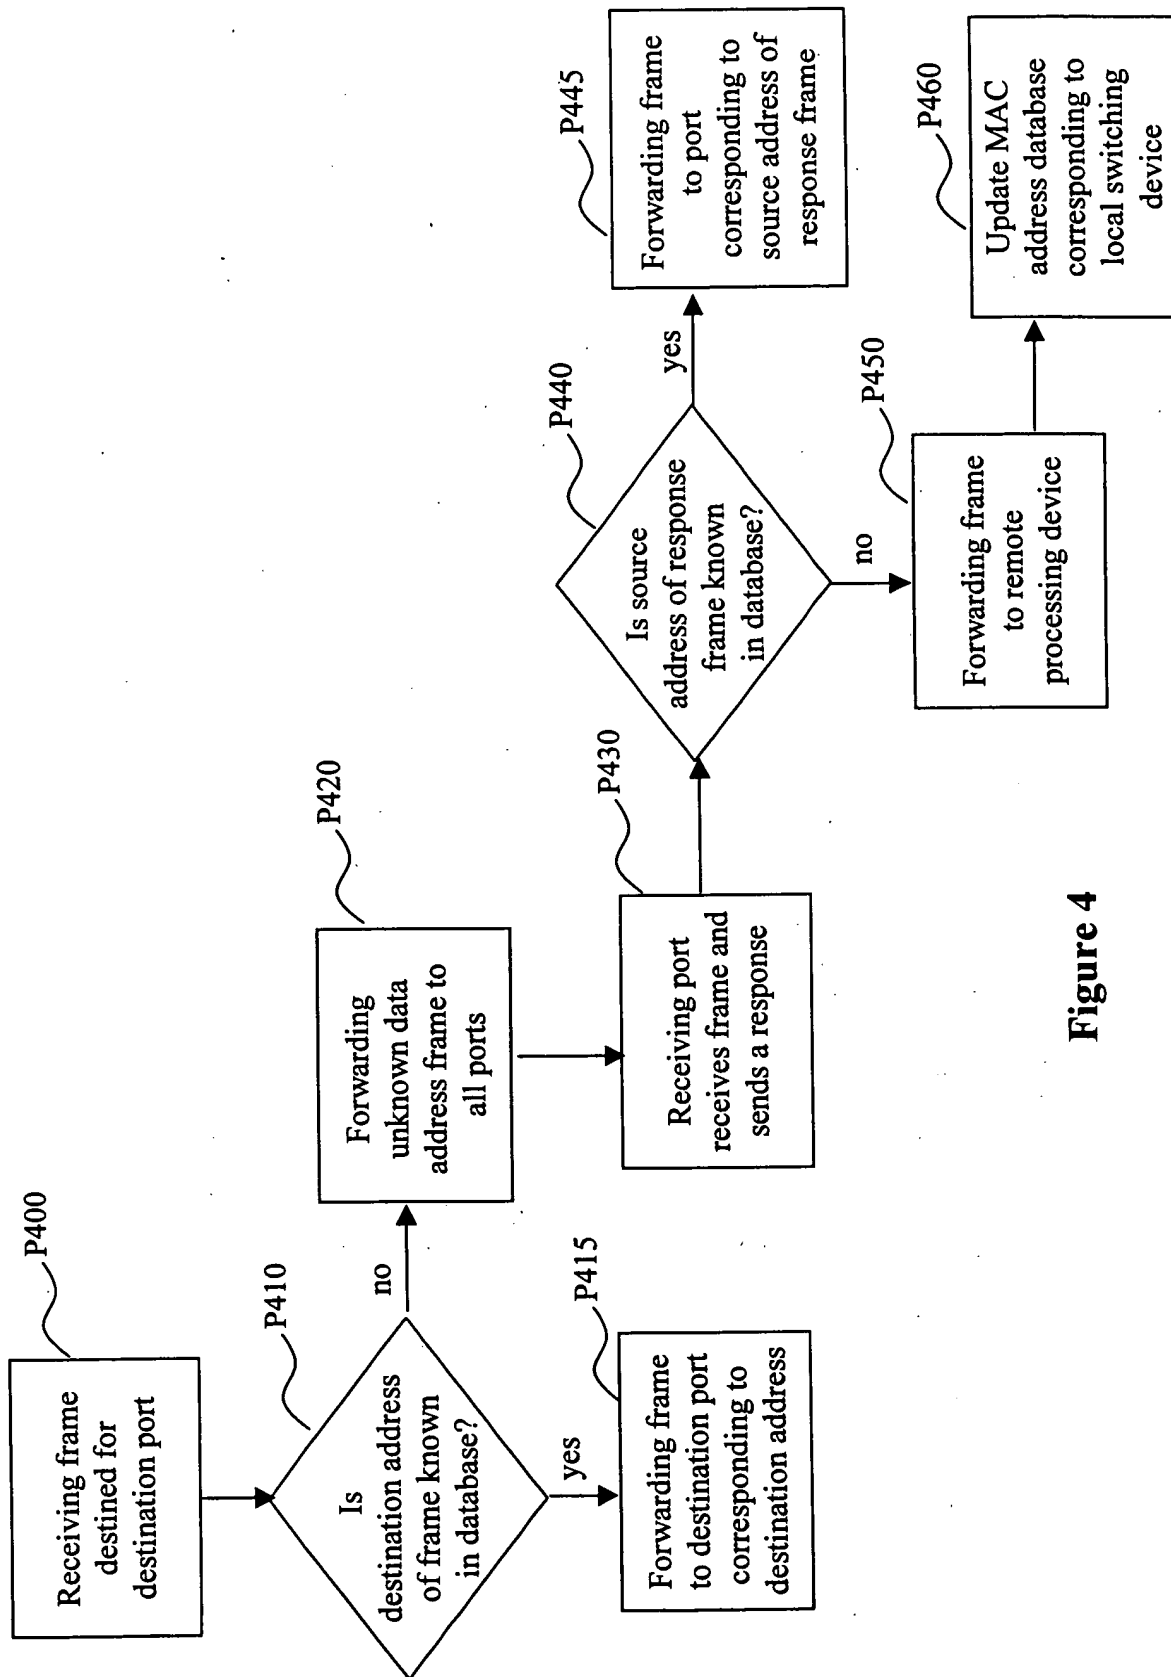 P400
Receiving frame
destined for
destination port
P410
Is
destination address
of frame known
in database?
no
yes
P415
Forwarding frame
to destination port
corresponding to
destination address
P420
Forwarding
unknown data
address frame to
all ports
P430
Receiving port
receives frame and
sends a response
P440
Is source
address of response
frame known
in database?
yes
no
P445
Forwarding frame
to port
corresponding to
source address of
response frame
P450
Forwarding frame
to remote
processing device
P460
Update MAC
address database
corresponding to
local switching
device
Figure 4